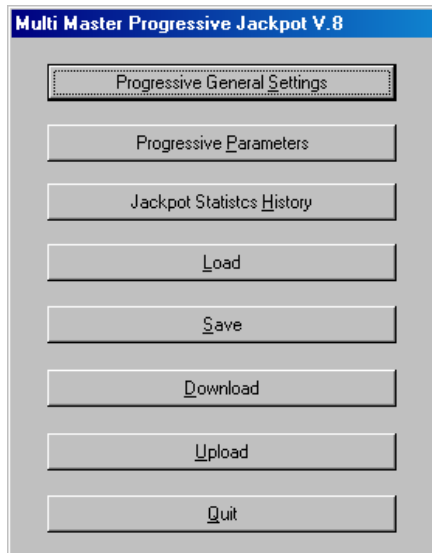 Multi Master Progressive Jackpot V.8
Progressive General Settings
Progressive Parameters
Jackpot Statistcs History
Load
Save
Download
Upload
Quit